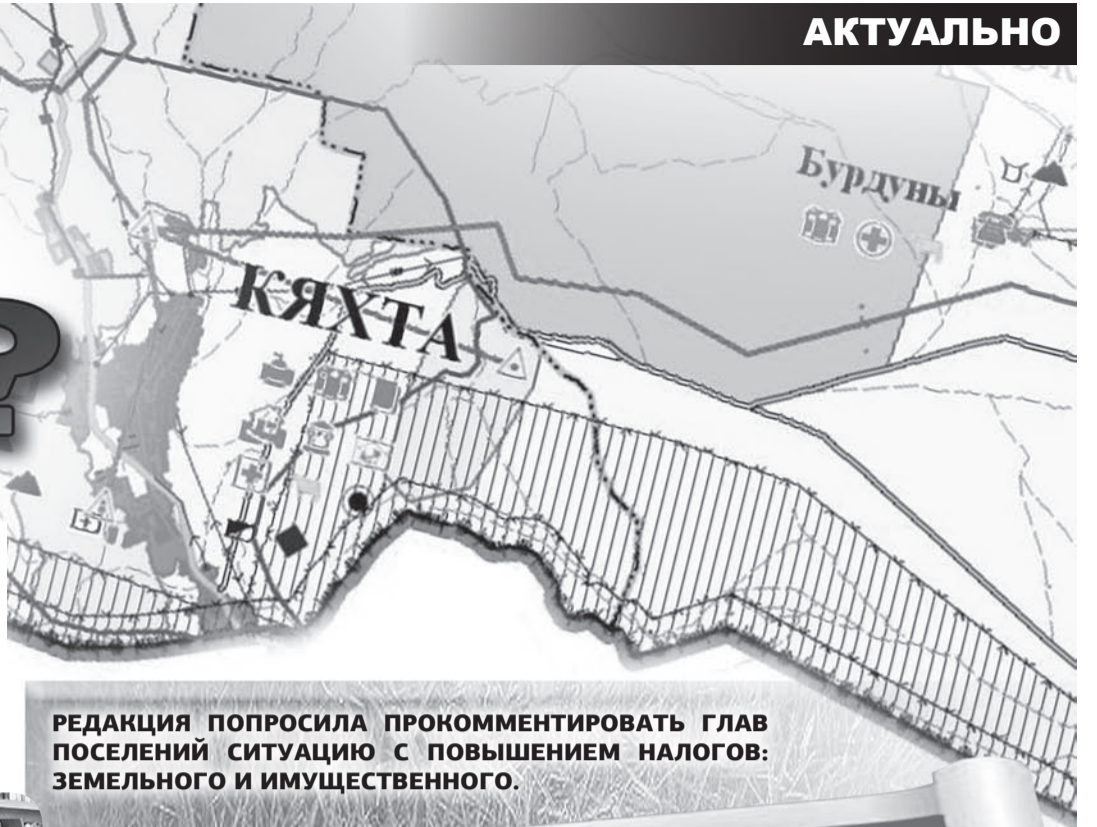 АКТУАЛЬНО
Бурдуны
КЯХТА
?
РЕДАКЦИЯ ПОПРОСИЛА ПРОКОММЕНТИРОВАТЬ ГЛАВ
ПОСЕЛЕНИЙ СИТУАЦИЮ С ПОВЫШЕНИЕМ НАЛОГОВ:
ЗЕМЕЛЬНОГО И ИМУЩЕСТВЕННОГО.